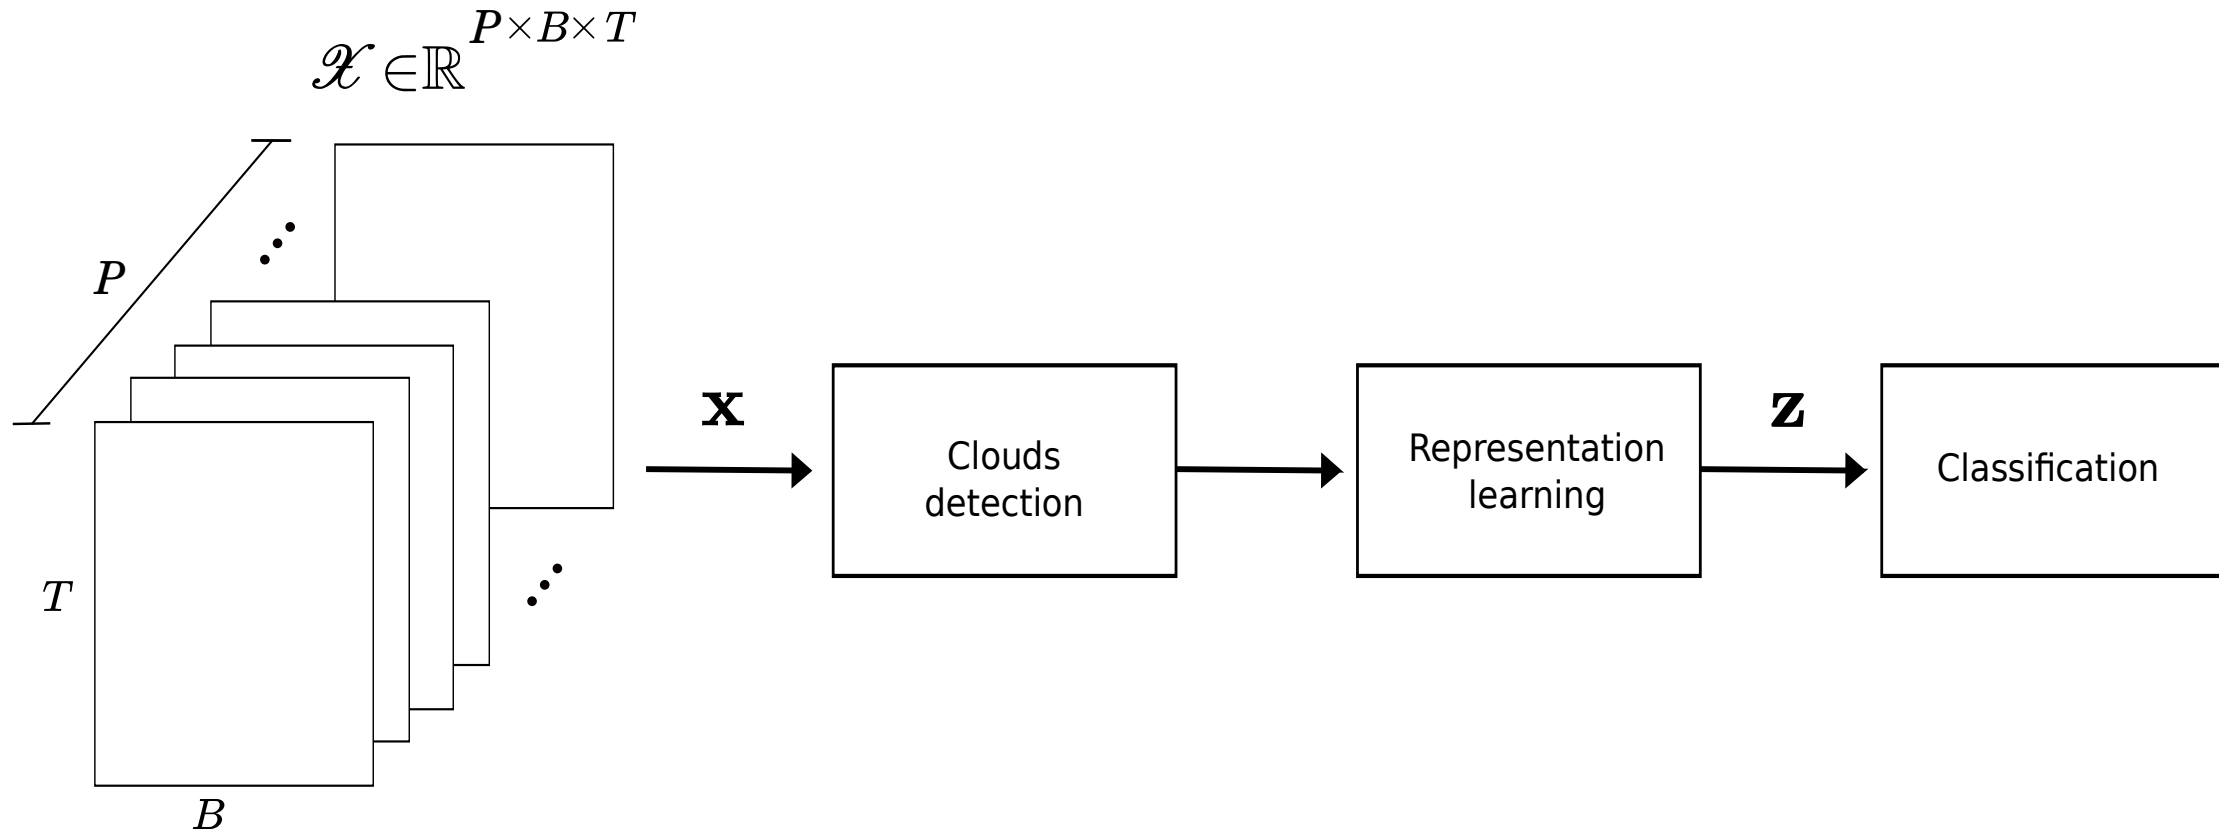 𝒳 ∈ ℝ^{P×B×T}
P
T
B
x
Clouds
detection
Representation
learning
z
Classification